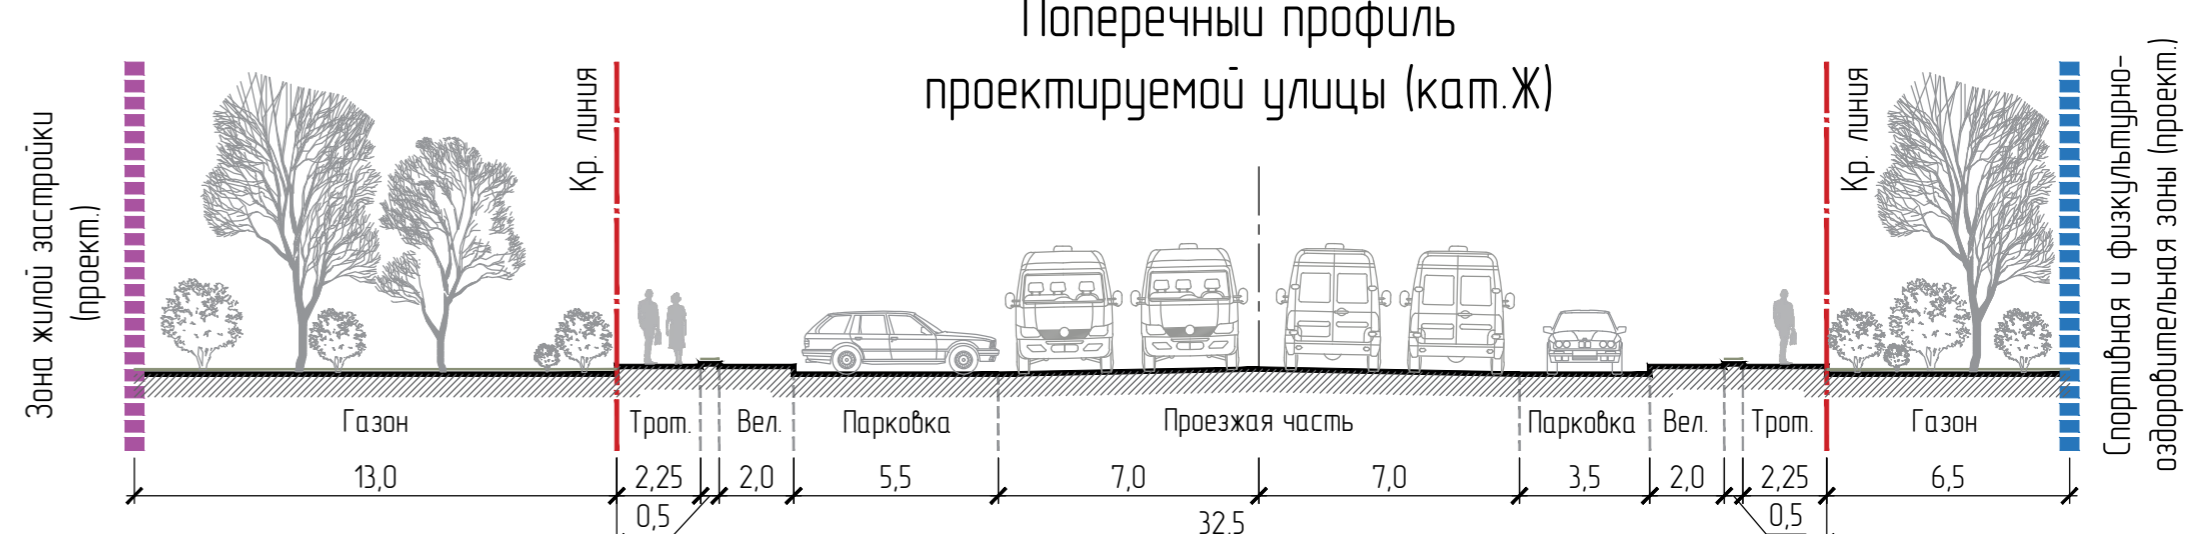 Поперечный профиль
проектируемой улицы (кат.Ж)
Зона жилой застройки
(проект.)
Кр. линия
Кр. линия
Спортивная и физкультурно-
оздоровительная зоны (проект.)
Газон
Трот.
Вел.
Парковка
Проезжая часть
Парковка
Вел.
Трот.
Газон
13,0
2,25
2,0
5,5
7,0
7,0
3,5
2,0
2,25
6,5
0,5
32,5
0,5